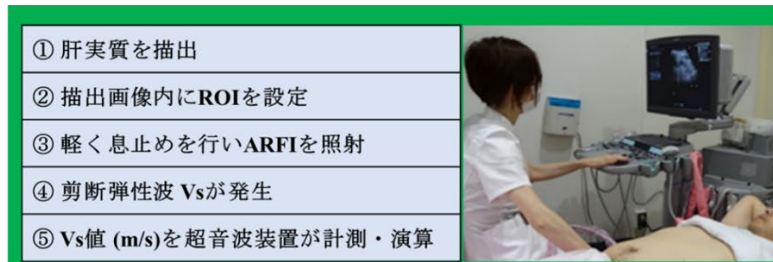 ① 肝実質を描出
② 描出画像内にROIを設定
③ 軽く息止めを行いARFIを照射
④ 剪断弾性波 Vsが発生
⑤ Vs値 (m/s)を超音波装置が計測・演算